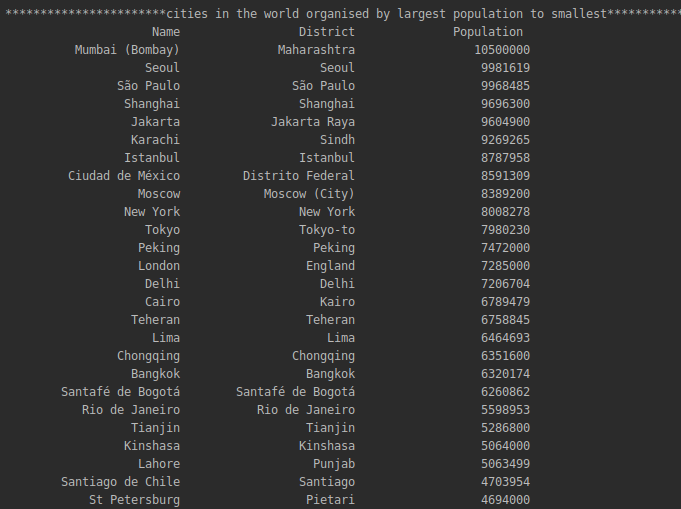 ***********************cities in the world organised by largest population to smallest***********
Name District Population
Mumbai (Bombay) Maharashtra 10500000
Seoul Seoul 9981619
São Paulo São Paulo 9968485
Shanghai Shanghai 9696300
Jakarta Jakarta Raya 9604900
Karachi Sindh 9269265
Istanbul Istanbul 8787958
Ciudad de México Distrito Federal 8591309
Moscow Moscow (City) 8389200
New York New York 8008278
Tokyo Tokyo-to 7980230
Peking Peking 7472000
London England 7285000
Delhi Delhi 7206704
Cairo Kairo 6789479
Teheran Teheran 6758845
Lima Lima 6464693
Chongqing Chongqing 6351600
Bangkok Bangkok 6320174
Santafé de Bogotá Santafé de Bogotá 6260862
Rio de Janeiro Rio de Janeiro 5598953
Tianjin Tianjin 5286800
Kinshasa Kinshasa 5064000
Lahore Punjab 5063499
Santiago de Chile Santiago 4703954
St Petersburg Pietari 4694000